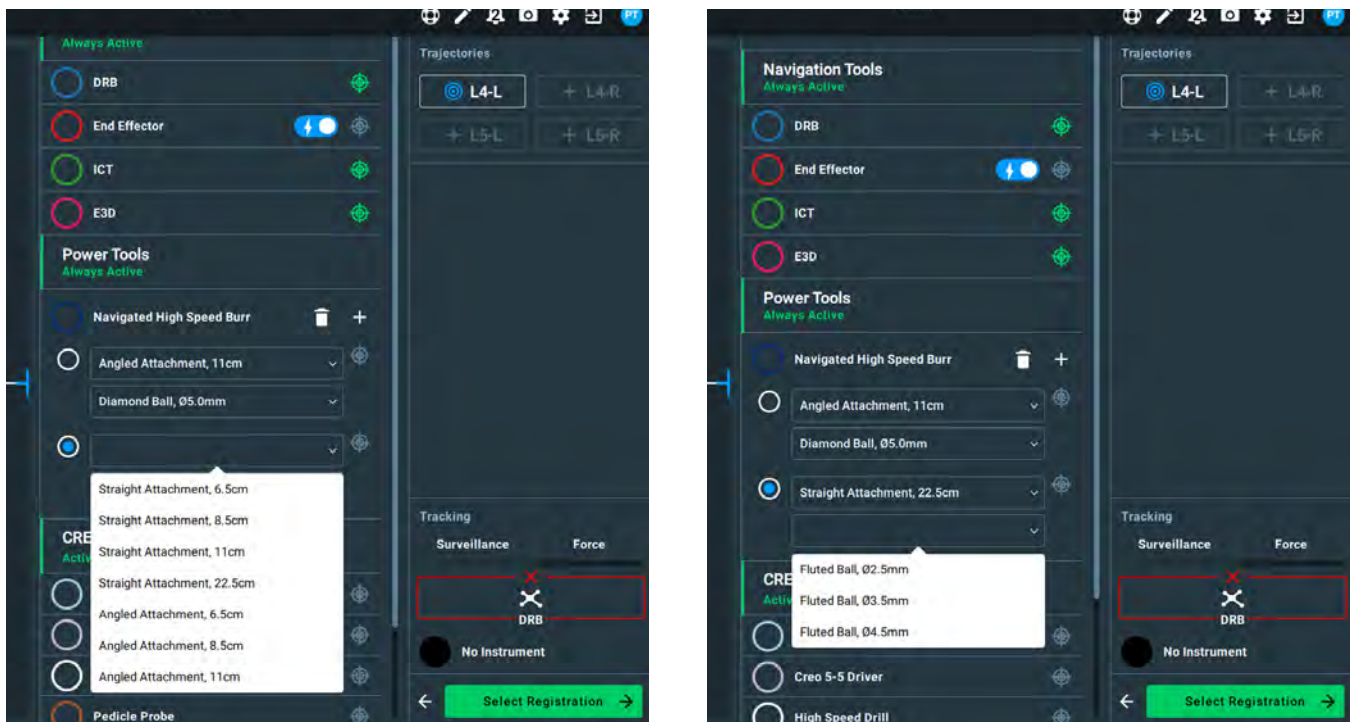 PT
Always Active
DRB
End Effector
ICT
E3D
Power Tools
Always Active
Navigated High Speed Burr
Angled Attachment, 11cm
Diamond Ball, Ø5.0mm
Straight Attachment, 6.5cm
Straight Attachment, 8.5cm
Straight Attachment, 11cm
Straight Attachment, 22.5cm
Angled Attachment, 6.5cm
Angled Attachment, 8.5cm
Angled Attachment, 11cm
CRE
Activ
Pedicle Probe
Trajectories
L4-L
+ L4-R
+ L5-L
+ L5-R
Tracking
Surveillance Force
DRB
No Instrument
Select Registration
PT
Navigation Tools
Always Active
DRB
End Effector
ICT
E3D
Power Tools
Always Active
Navigated High Speed Burr
Angled Attachment, 11cm
Diamond Ball, Ø5.0mm
Straight Attachment, 22.5cm
Fluted Ball, Ø2.5mm
Fluted Ball, Ø3.5mm
Fluted Ball, Ø4.5mm
CRE
Activ
Creo 5-5 Driver
High Speed Drill
Trajectories
L4-L
+ L4-R
+ L5-L
+ L5-R
Tracking
Surveillance Force
DRB
No Instrument
Select Registration